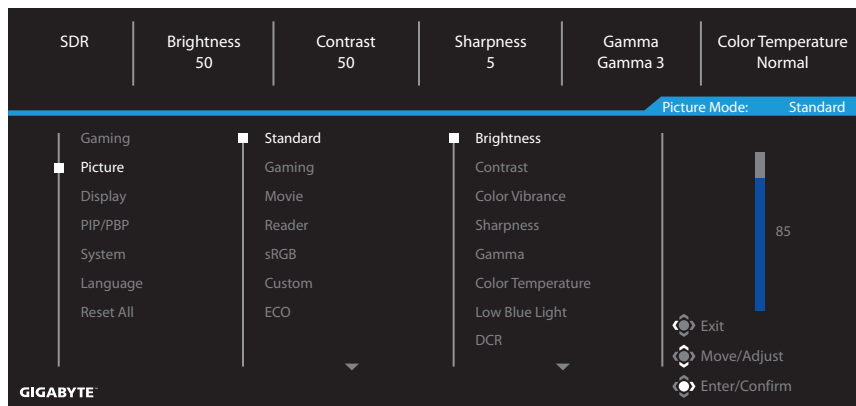 SDR
Brightness
50
Contrast
50
Sharpness
5
Gamma
Gamma 3
Color Temperature
Normal
Picture Mode: Standard
Gaming
Picture
Display
PIP/PBP
System
Language
Reset All
Standard
Gaming
Movie
Reader
sRGB
Custom
ECO
Brightness
Contrast
Color Vibrance
Sharpness
Gamma
Color Temperature
Low Blue Light
DCR
85
Exit
Move/Adjust
Enter/Confirm
GIGABYTE™